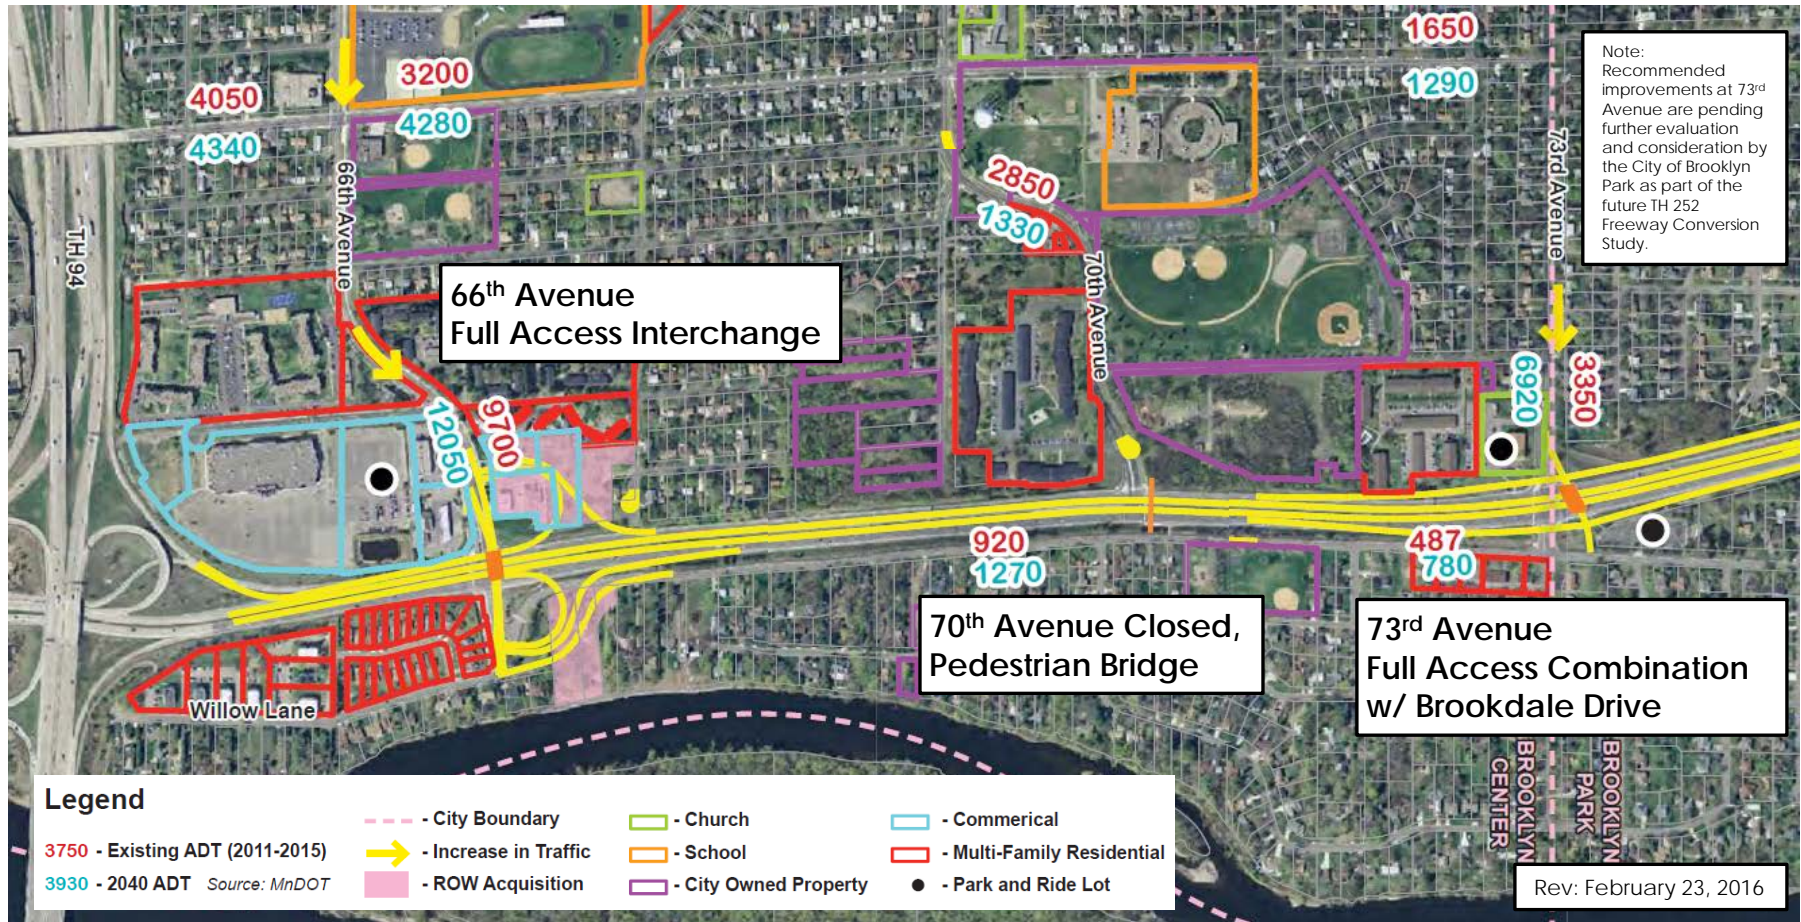 1650
1290
Note:
Recommended
improvements at 73rd
Avenue are pending
further evaluation
and consideration by
the City of Brooklyn
Park as part of the
future TH 252
Freeway Conversion
Study.
4050
4340
3200
4280
66th Avenue
TH 94
2850
1330
70th Avenue
73rd Avenue
66th Avenue
Full Access Interchange
12050
9700
6920
3350
920
1270
487
780
70th Avenue Closed,
Pedestrian Bridge
73rd Avenue
Full Access Combination
w/ Brookdale Drive
Willow Lane
BROOKLYN
CENTER
BROOKLYN
PARK
Legend
3750 - Existing ADT (2011-2015)
3930 - 2040 ADT Source: MnDOT
- City Boundary
- Increase in Traffic
- ROW Acquisition
- Church
- School
- City Owned Property
- Commerical
- Multi-Family Residential
- Park and Ride Lot
Rev: February 23, 2016